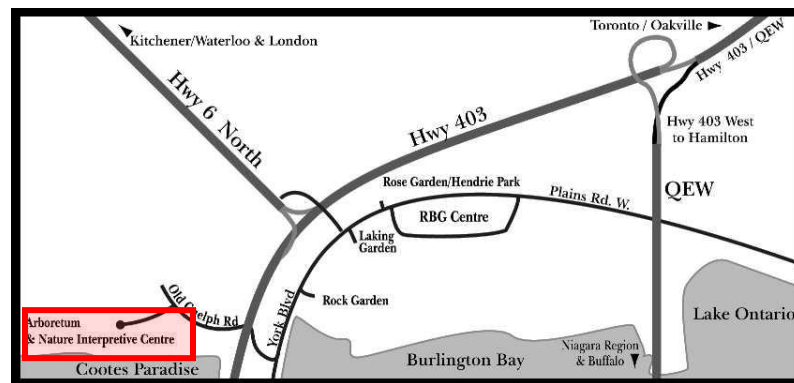 Toronto / Oakville
Kitchener/Waterloo & London
Hwy 403 / QEW
Hwy 6 North
Hwy 403
Hwy 403 West
to Hamilton
Rose Garden/Hendrie Park
Plains Rd. W.
QEW
RBG Centre
Laking
Garden
Old Guelph Rd
York Blvd
Rock Garden
Arboretum
& Nature Interpretive Centre
Lake Ontario
Cootes Paradise
Burlington Bay
Niagara Region
& Buffalo